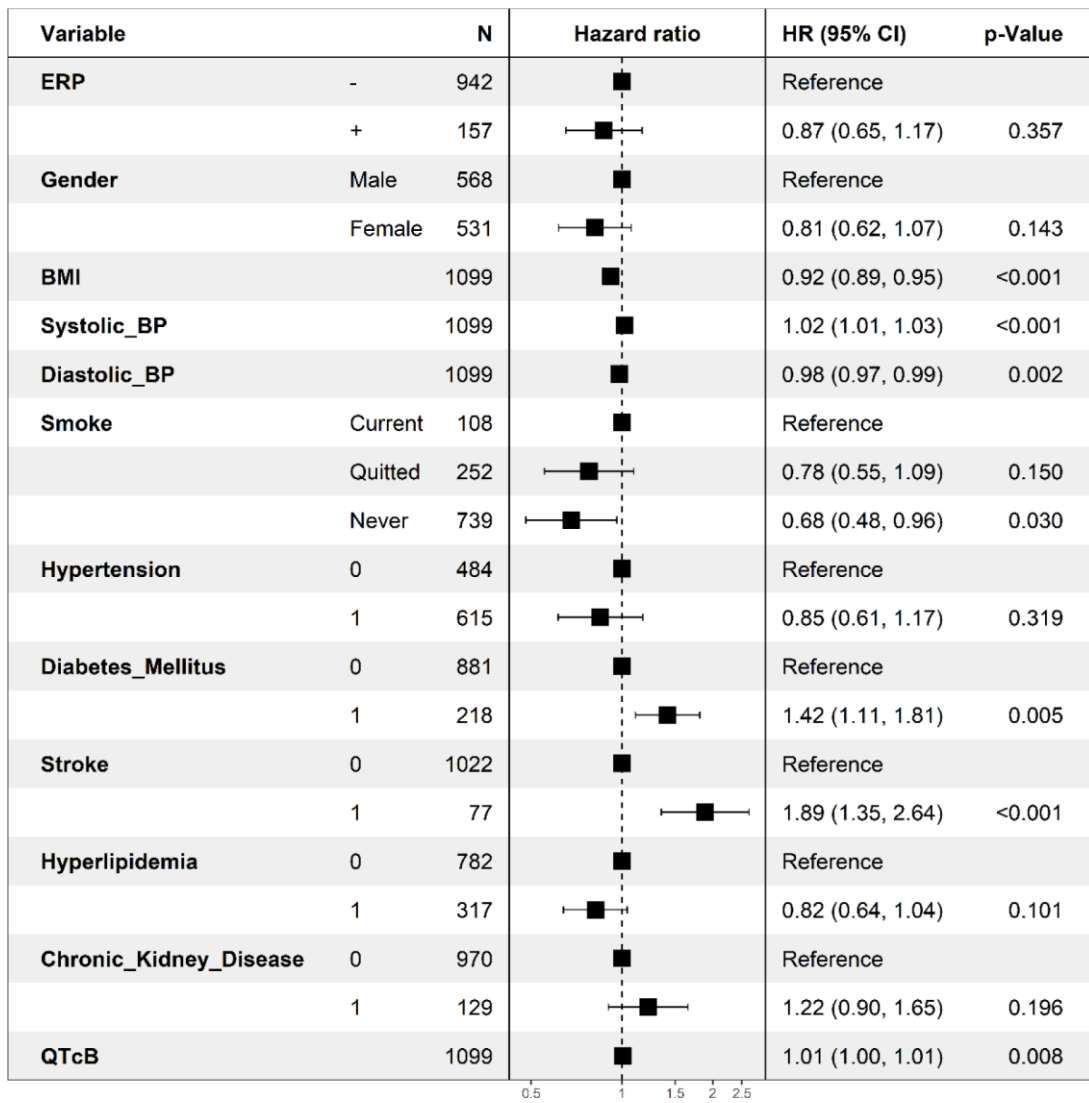 Variable N Hazard ratio HR (95% CI) p-Value
ERP - 942 Reference
+ 157 0.87 (0.65, 1.17) 0.357
Gender Male 568 Reference
Female 531 0.81 (0.62, 1.07) 0.143
BMI 1099 0.92 (0.89, 0.95) <0.001
Systolic_BP 1099 1.02 (1.01, 1.03) <0.001
Diastolic_BP 1099 0.98 (0.97, 0.99) 0.002
Smoke Current 108 Reference
Quitted 252 0.78 (0.55, 1.09) 0.150
Never 739 0.68 (0.48, 0.96) 0.030
Hypertension 0 484 Reference
1 615 0.85 (0.61, 1.17) 0.319
Diabetes_Mellitus 0 881 Reference
1 218 1.42 (1.11, 1.81) 0.005
Stroke 0 1022 Reference
1 77 1.89 (1.35, 2.64) <0.001
Hyperlipidemia 0 782 Reference
1 317 0.82 (0.64, 1.04) 0.101
Chronic_Kidney_Disease 0 970 Reference
1 129 1.22 (0.90, 1.65) 0.196
QTcB 1099 1.01 (1.00, 1.01) 0.008
0.5 1 1.5 2 2.5